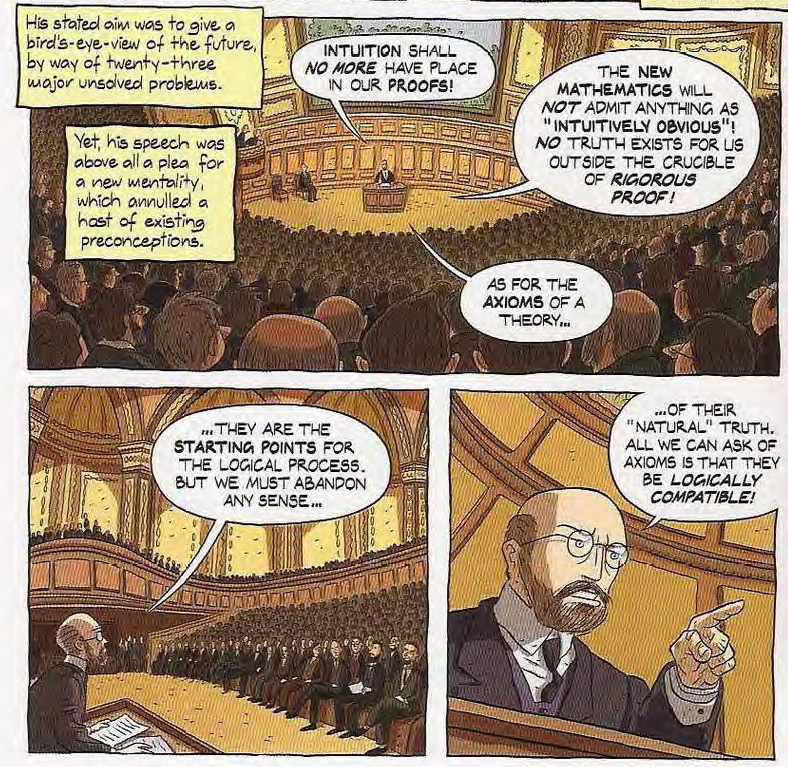 His stated aim was to give a
bird's-eye-view of the future,
by way of twenty-three
major unsolved problems.
Yet, his speech was
above all a plea for
a new mentality,
which annulled a
host of existing
preconceptions.
INTUITION SHALL
NO MORE HAVE PLACE
IN OUR PROOFS!
THE NEW
MATHEMATICS WILL
NOT ADMIT ANYTHING AS
"INTUITIVELY OBVIOUS"!
NO TRUTH EXISTS FOR US
OUTSIDE THE CRUCIBLE
OF RIGOROUS
PROOF!
AS FOR THE
AXIOMS OF A
THEORY...
...THEY ARE THE
STARTING POINTS FOR
THE LOGICAL PROCESS.
BUT WE MUST ABANDON
ANY SENSE...
...OF THEIR
"NATURAL" TRUTH.
ALL WE CAN ASK OF
AXIOMS IS THAT THEY
BE LOGICALLY
COMPATIBLE!